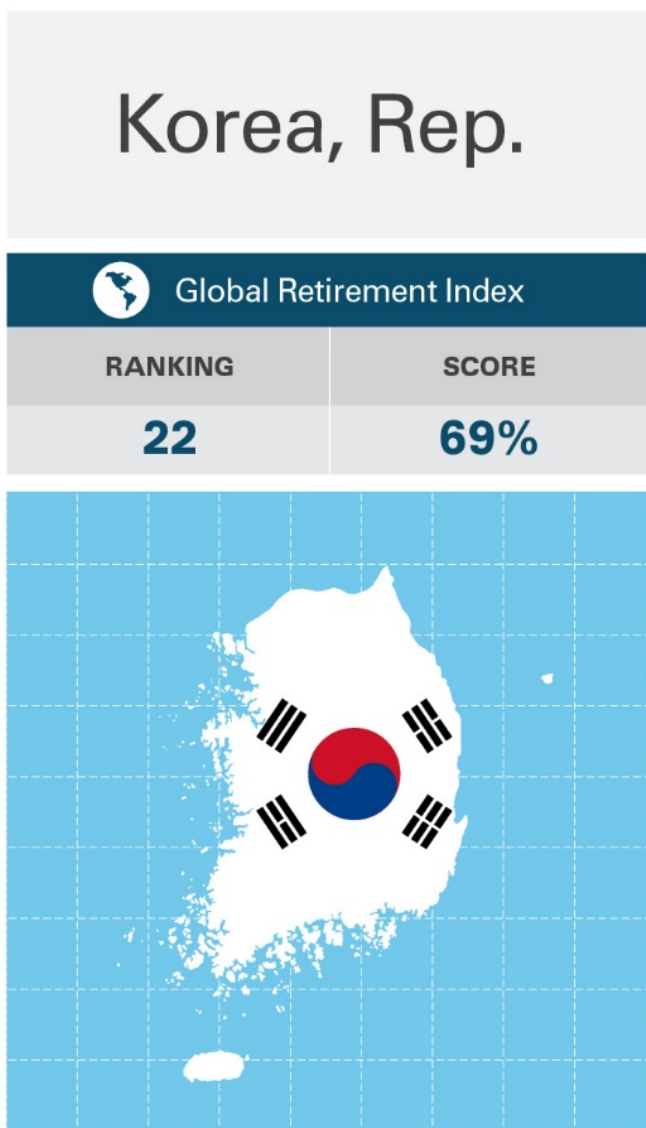 Korea, Rep.
Global Retirement Index
RANKING SCORE
22 69%